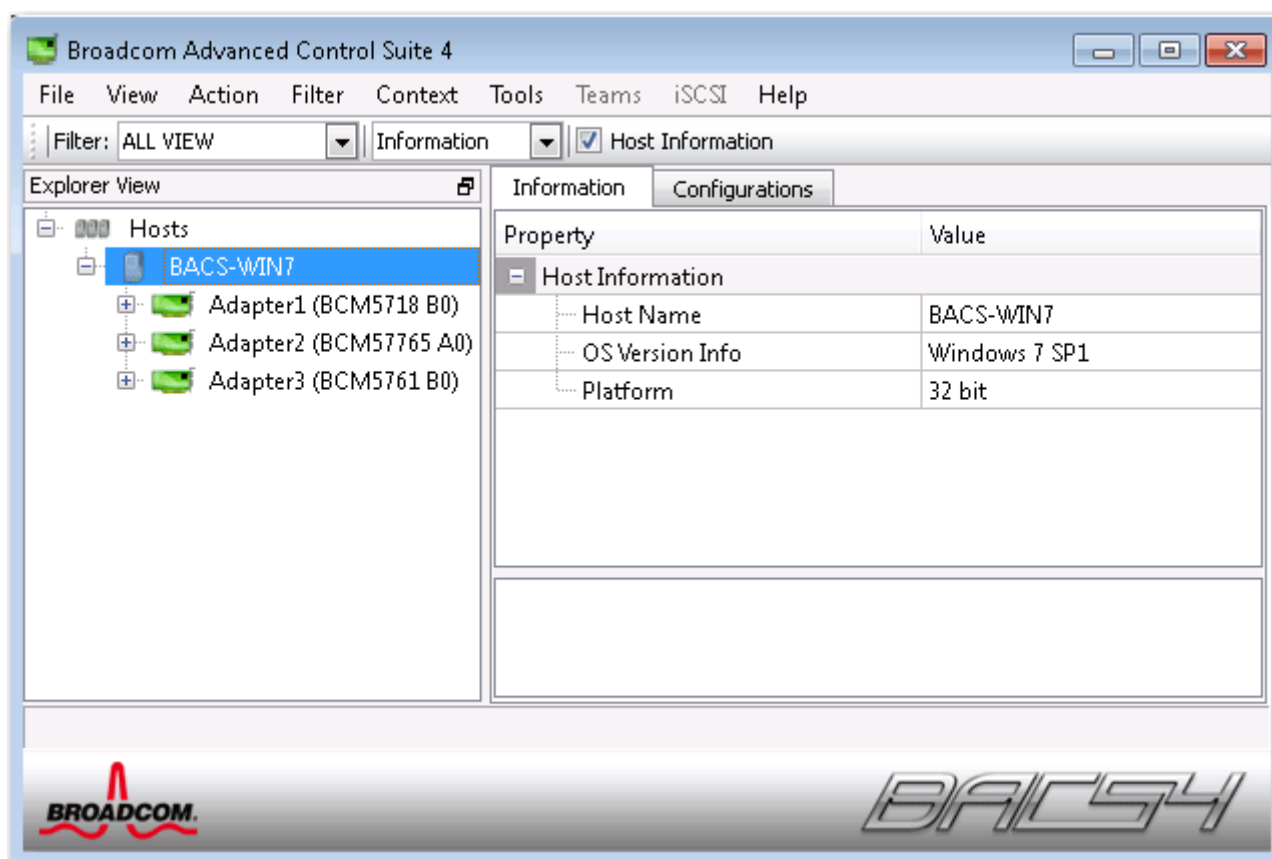 Broadcom Advanced Control Suite 4
File View Action Filter Context Tools Teams iSCSI Help
Filter: ALL VIEW Information Host Information
Explorer View
Hosts
BACS-WIN7
Adapter1 (BCM5718 B0)
Adapter2 (BCM57765 A0)
Adapter3 (BCM5761 B0)
Information Configurations
Property Value
Host Information
Host Name BACS-WIN7
OS Version Info Windows 7 SP1
Platform 32 bit
BROADCOM.
BACS4